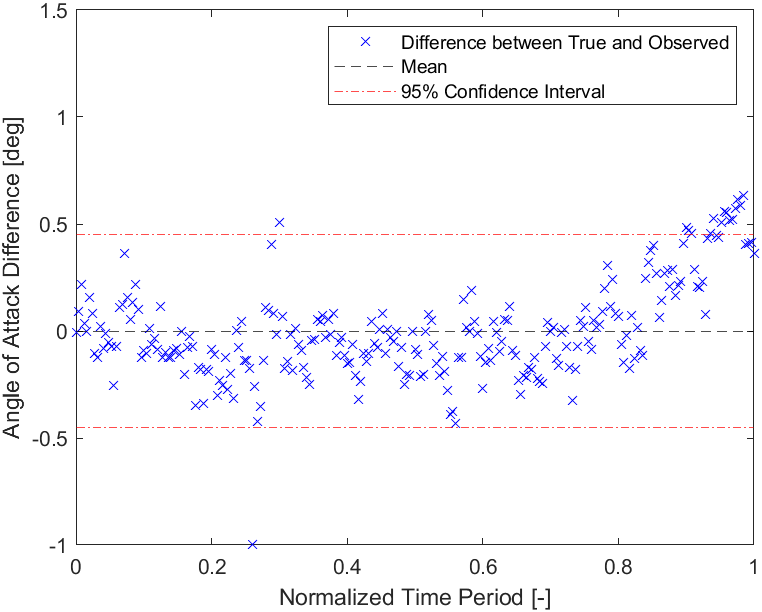 1.5
1
0.5
0
-0.5
-1
0
0.2
0.4
0.6
0.8
1
Angle of Attack Difference [deg]
Normalized Time Period [-]
Difference between True and Observed
Mean
95% Confidence Interval